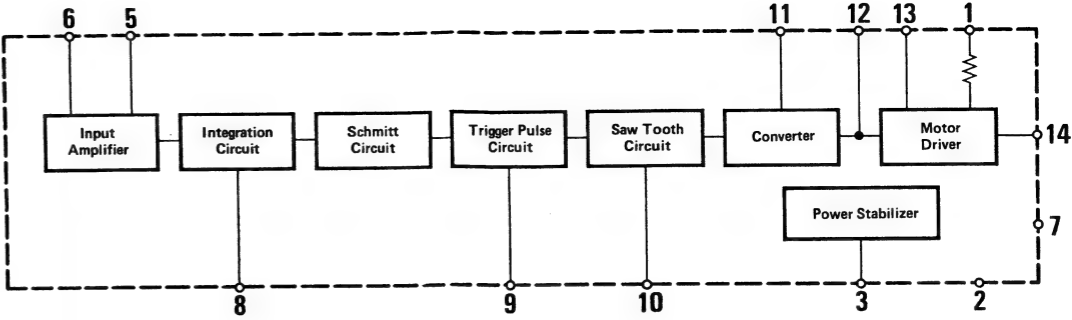 6 5 11 12 13 1
Input
Amplifier
Integration
Circuit
Schmitt
Circuit
Trigger Pulse
Circuit
Saw Tooth
Circuit
Converter
Motor
Driver
14
Power Stabilizer
7
8 9 10 3 2